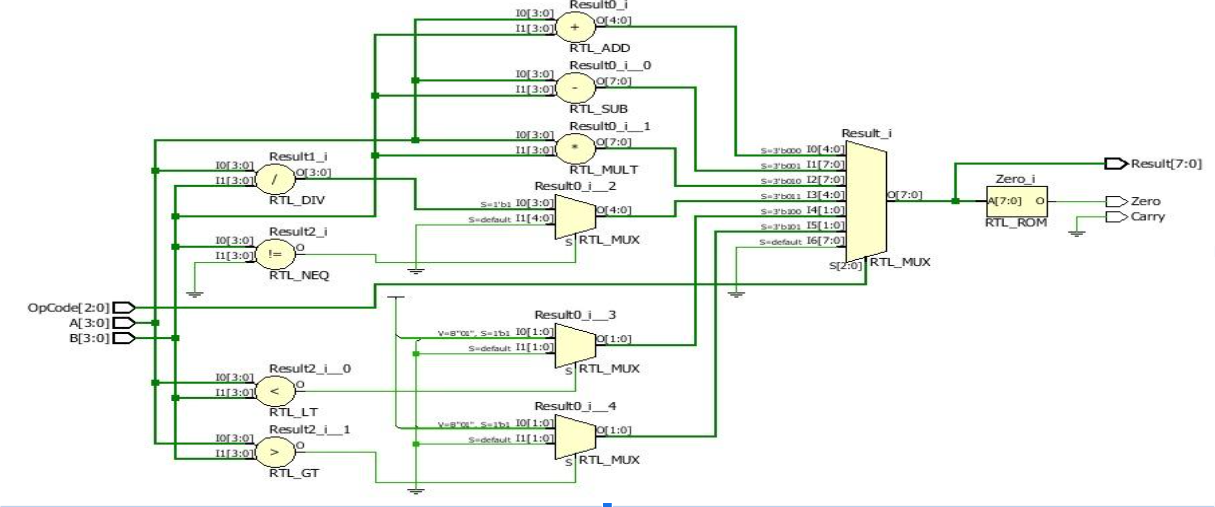 Result0_i
I0[3:0]
I1[3:0]
+
O[4:0]
RTL_ADD
Result0_i__0
I0[3:0]
I1[3:0]
-
O[7:0]
RTL_SUB
Result0_i__1
I0[3:0]
I1[3:0]
*
O[7:0]
RTL_MULT
Result1_i
I0[3:0]
I1[3:0]
/
O[3:0]
RTL_DIV
Result0_i__2
S=1'b1 I0[3:0]
S=default I1[4:0]
O[4:0]
S
RTL_MUX
Result2_i
I0[3:0]
I1[3:0]
!=
O
RTL_NEQ
OpCode[2:0]
A[3:0]
B[3:0]
Result0_i__3
V=B"01", S=1'b1 I0[1:0]
S=default I1[1:0]
O[1:0]
S
RTL_MUX
Result2_i__0
I0[3:0]
I1[3:0]
<
O
RTL_LT
Result0_i__4
V=B"01", S=1'b1 I0[1:0]
S=default I1[1:0]
O[1:0]
S
RTL_MUX
Result2_i__1
I0[3:0]
I1[3:0]
>
O
RTL_GT
Result_i
S=3'b000 I0[4:0]
S=3'b001 I1[7:0]
S=3'b010 I2[7:0]
S=3'b011 I3[4:0]
S=3'b100 I4[1:0]
S=3'b101 I5[1:0]
S=default I6[7:0]
O[7:0]
S[2:0]
RTL_MUX
Zero_i
A[7:0]
O
RTL_ROM
Result[7:0]
Zero
Carry